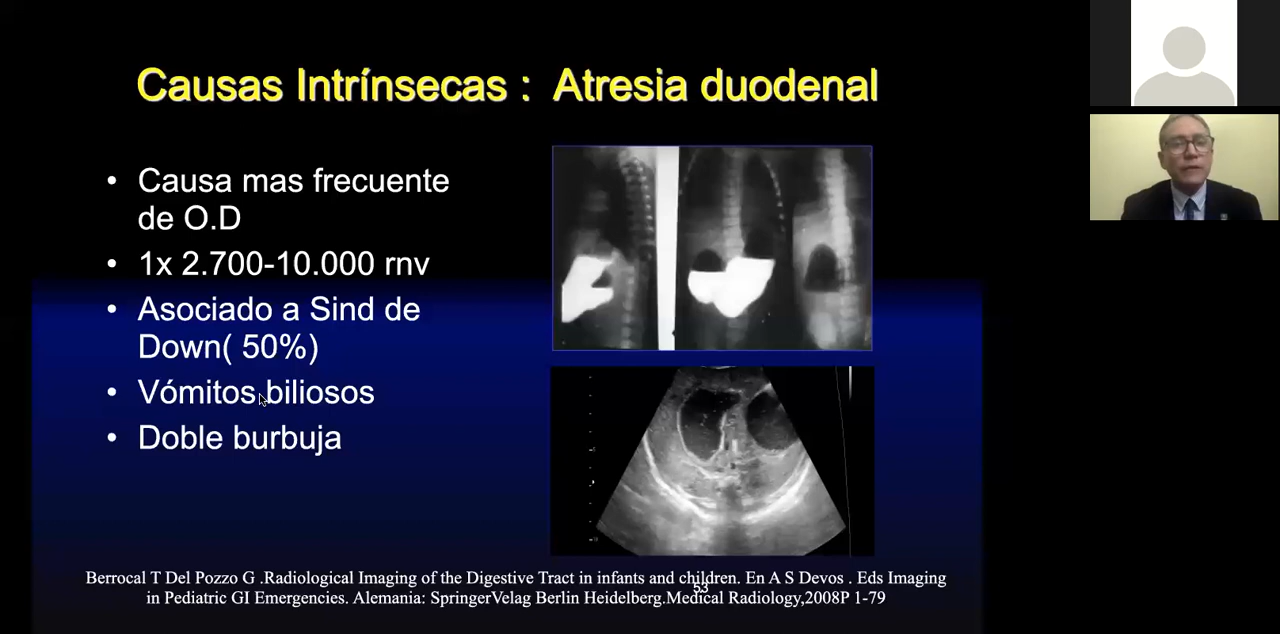 Causas Intrínsecas : Atresia duodenal
• Causa mas frecuente
de O.D
• 1x 2.700-10.000 rnv
• Asociado a Sind de
Down( 50%)
• Vómitos biliosos
• Doble burbuja
Berrocal T Del Pozzo G .Radiological Imaging of the Digestive Tract in infants and children. En A S Devos . Eds Imaging
in Pediatric GI Emergencies. Alemania: SpringerVelag Berlin Heidelberg.Medical Radiology,2008P 1-79
53